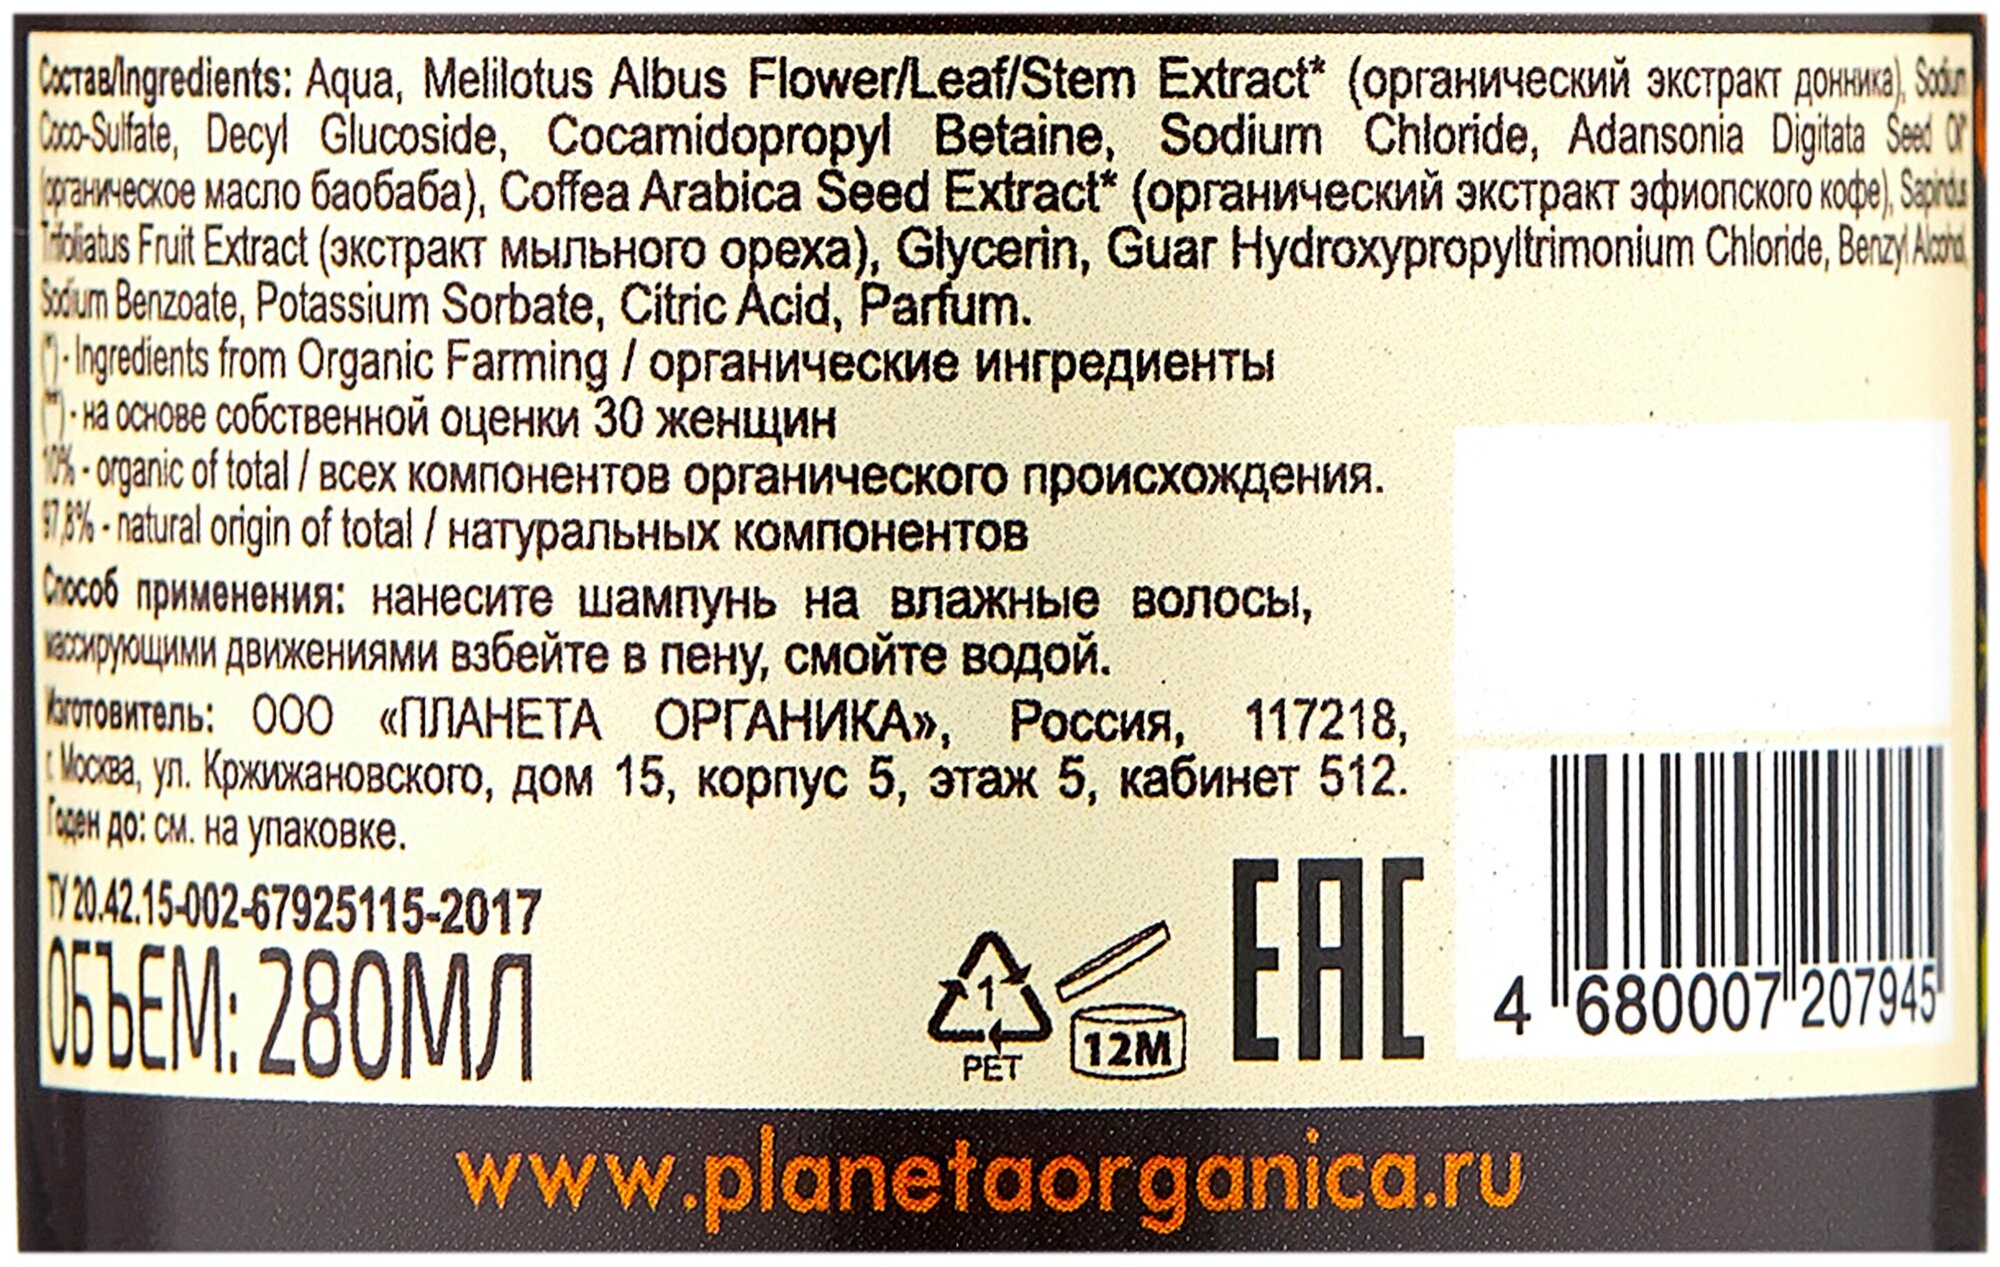 Состав/Ingredients: Aqua, Melilotus Albus Flower/Leaf/Stem Extract* (органический экстракт донника), Sodium
Coco-Sulfate, Decyl Glucoside, Cocamidopropyl Betaine, Sodium Chloride, Adansonia Digitata Seed Oil*
(органическое масло баобаба), Coffea Arabica Seed Extract* (органический экстракт эфиопского кофе), Sapindus
Trifoliatus Fruit Extract (экстракт мыльного ореха), Glycerin, Guar Hydroxypropyltrimonium Chloride, Benzyl Alcohol,
Sodium Benzoate, Potassium Sorbate, Citric Acid, Parfum.
(*) - Ingredients from Organic Farming / органические ингредиенты
(**) - на основе собственной оценки 30 женщин
10% - organic of total / всех компонентов органического происхождения.
97,8% - natural origin of total / натуральных компонентов
Способ применения: нанесите шампунь на влажные волосы,
массирующими движениями взбейте в пену, смойте водой.
Изготовитель: ООО «ПЛАНЕТА ОРГАНИКА», Россия, 117218,
г. Москва, ул. Кржижановского, дом 15, корпус 5, этаж 5, кабинет 512.
Годен до: см. на упаковке.
ТУ 20.42.15-002-67925115-2017
ОБЪЕМ: 280МЛ
1
PET
12M
EAC
4 680007 207945
www.planetaorganica.ru